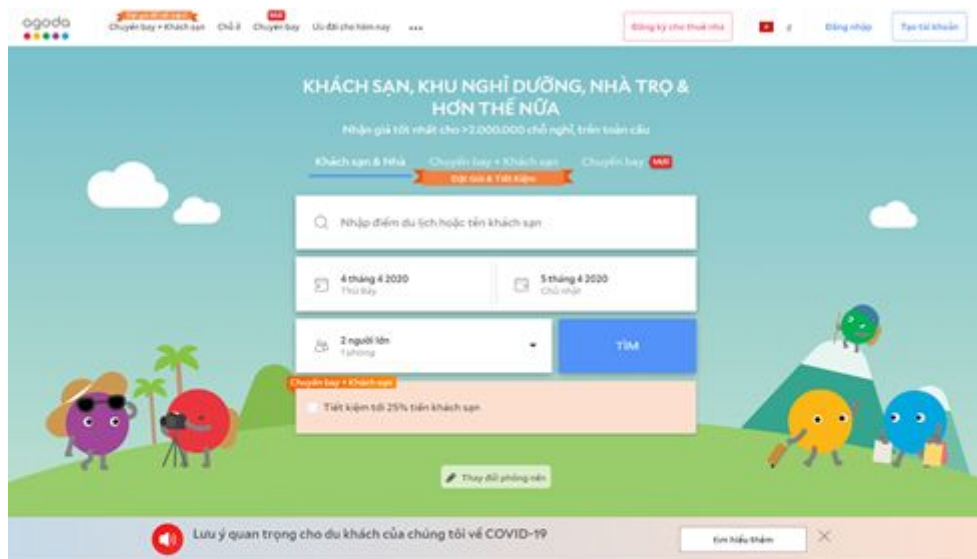 agoda
Chuyến bay + Khách sạn
Chỗ ở
Mới
Chuyến bay
Ưu đãi cho hôm nay
Đăng ký cho thuê nhà
đ
Đăng nhập
Tạo tài khoản
KHÁCH SẠN, KHU NGHỈ DƯỠNG, NHÀ TRỌ &
HƠN THẾ NỮA
Nhận giá tốt nhất cho >2.000.000 chỗ nghỉ, trên toàn cầu
Khách sạn & Nhà
Chuyến bay + Khách sạn
Chuyến bay
Mới
Đặt Gói & Tiết Kiệm
Nhập điểm du lịch hoặc tên khách sạn
4 tháng 4 2020
Thứ Bảy
5 tháng 4 2020
Chủ nhật
2 người lớn
1 phòng
TÌM
Chuyến bay + Khách sạn
Tiết kiệm tới 25% tiền khách sạn
Thay đổi phông nền
Lưu ý quan trọng cho du khách của chúng tôi về COVID-19
tìm hiểu thêm